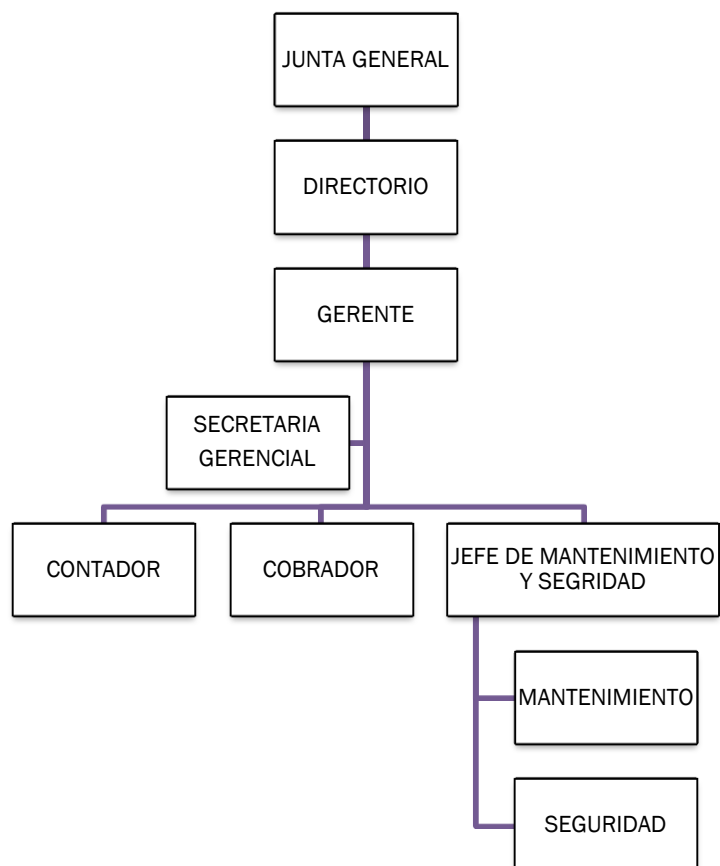 JUNTA GENERAL
DIRECTORIO
GERENTE
SECRETARIA
GERENCIAL
CONTADOR
COBRADOR
JEFE DE MANTENIMIENTO
Y SEGRIDAD
MANTENIMIENTO
SEGURIDAD